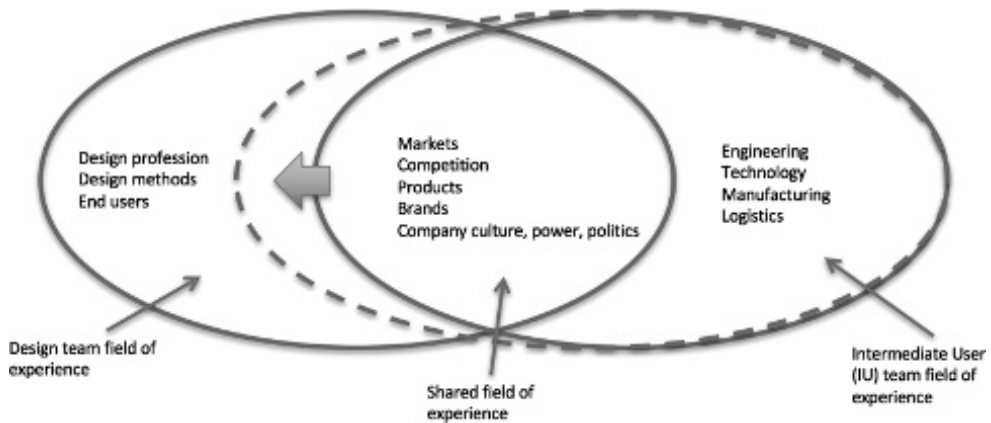 Design profession
Design methods
End users
Markets
Competition
Products
Brands
Company culture, power, politics
Engineering
Technology
Manufacturing
Logistics
Design team field of
experience
Shared field of
experience
Intermediate User
(IU) team field of
experience